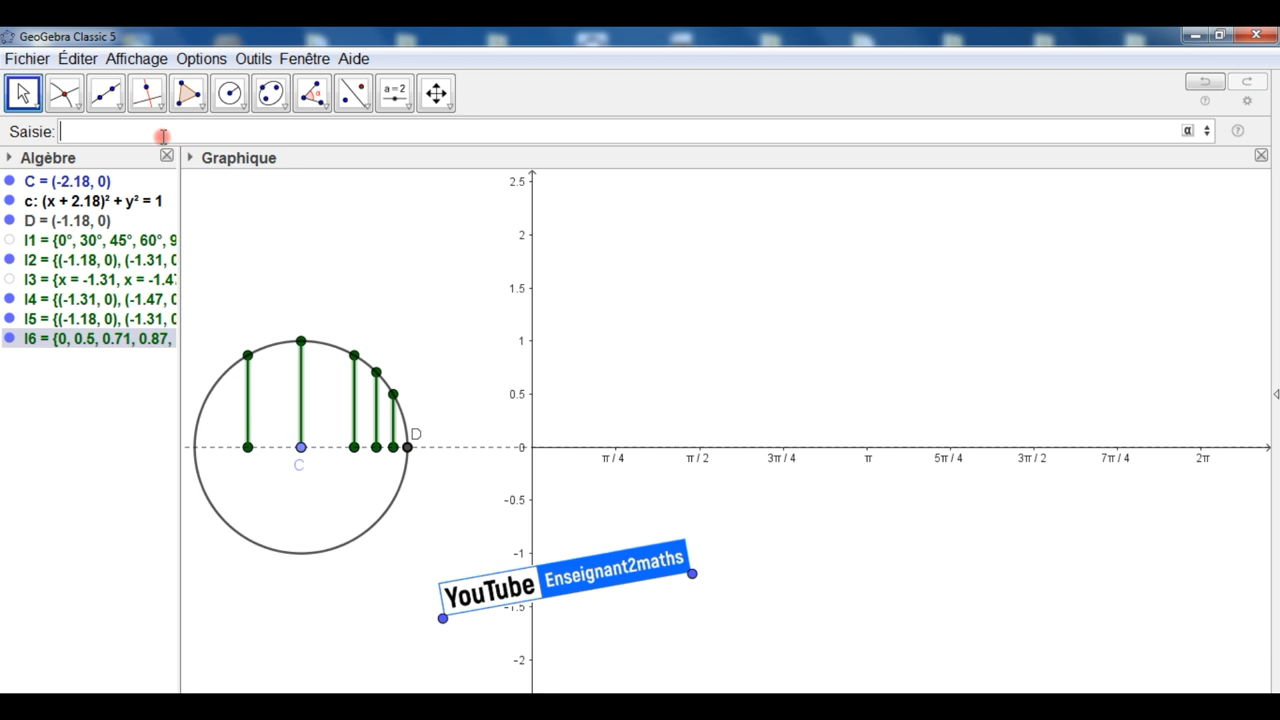 GeoGebra Classic 5
Fichier Éditer Affichage Options Outils Fenêtre Aide
a=2
Saisie:
α
Algèbre
Graphique
C = (-2.18, 0)
c: (x + 2.18)² + y² = 1
D = (-1.18, 0)
l1 = {0°, 30°, 45°, 60°, 9
l2 = {(-1.18, 0), (-1.31, 0
l3 = {x = -1.31, x = -1.4
l4 = {(-1.31, 0), (-1.47, 0
l5 = {(-1.18, 0), (-1.31, 0
l6 = {0, 0.5, 0.71, 0.87,
2.5
2
1.5
1
0.5
0
-0.5
-1
-1.5
-2
π / 4 π / 2 3π / 4 π 5π / 4 3π / 2 7π / 4 2π
D
C
YouTube Enseignant2maths